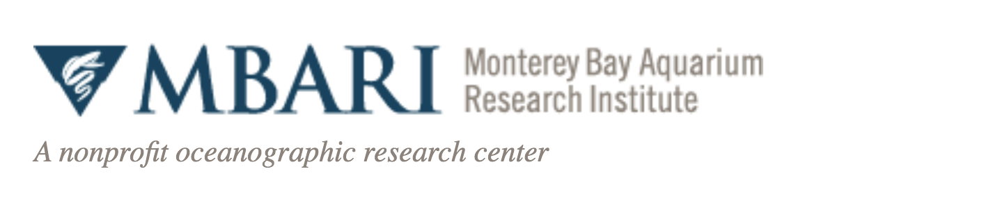 MBARI
Monterey Bay Aquarium
Research Institute
A nonprofit oceanographic research center